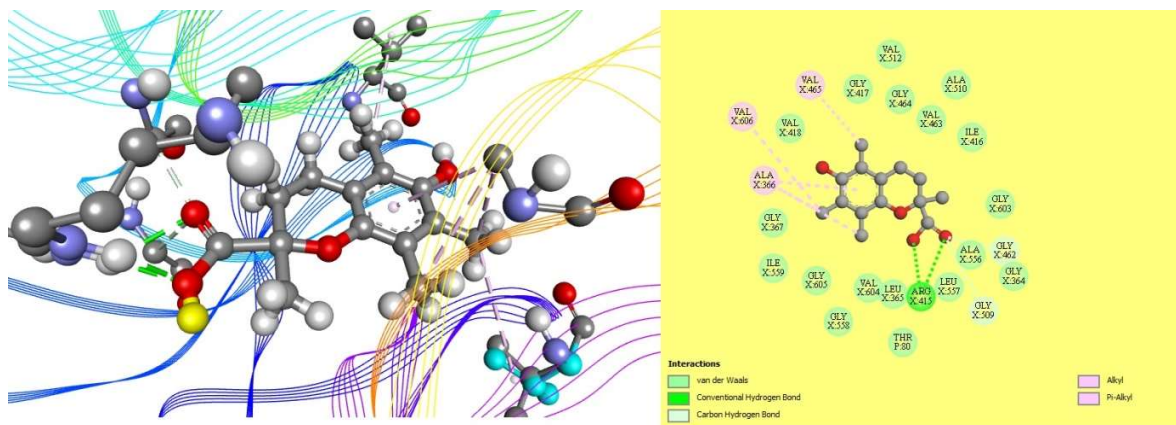 VAL
X:512
VAL
X:465
GLY
X:417
GLY
X:464
ALA
X:510
VAL
X:606
VAL
X:418
VAL
X:463
ILE
X:416
ALA
X:366
GLY
X:367
GLY
X:603
ILE
X:559
GLY
X:605
VAL
X:604
LEU
X:365
ARG
X:415
LEU
X:557
ALA
X:556
GLY
X:462
GLY
X:364
GLY
X:558
GLY
X:509
THR
P:80
Interactions
van der Waals
Conventional Hydrogen Bond
Carbon Hydrogen Bond
Alkyl
Pi-Alkyl